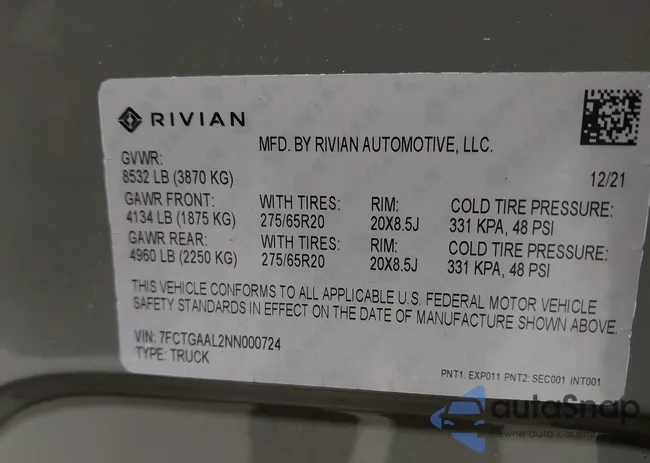 RIVIAN
MFD. BY RIVIAN AUTOMOTIVE, LLC.
GVWR:
8532 LB (3870 KG) 12/21
GAWR FRONT: WITH TIRES: RIM: COLD TIRE PRESSURE:
4134 LB (1875 KG) 275/65R20 20X8.5J 331 KPA, 48 PSI
GAWR REAR: WITH TIRES: RIM: COLD TIRE PRESSURE:
4960 LB (2250 KG) 275/65R20 20X8.5J 331 KPA, 48 PSI
THIS VEHICLE CONFORMS TO ALL APPLICABLE U.S. FEDERAL MOTOR VEHICLE
SAFETY STANDARDS IN EFFECT ON THE DATE OF MANUFACTURE SHOWN ABOVE.
VIN: 7FCTGAAL2NN000724
TYPE: TRUCK
PNT1: EXP011 PNT2: SEC001 INT001
autaSnap